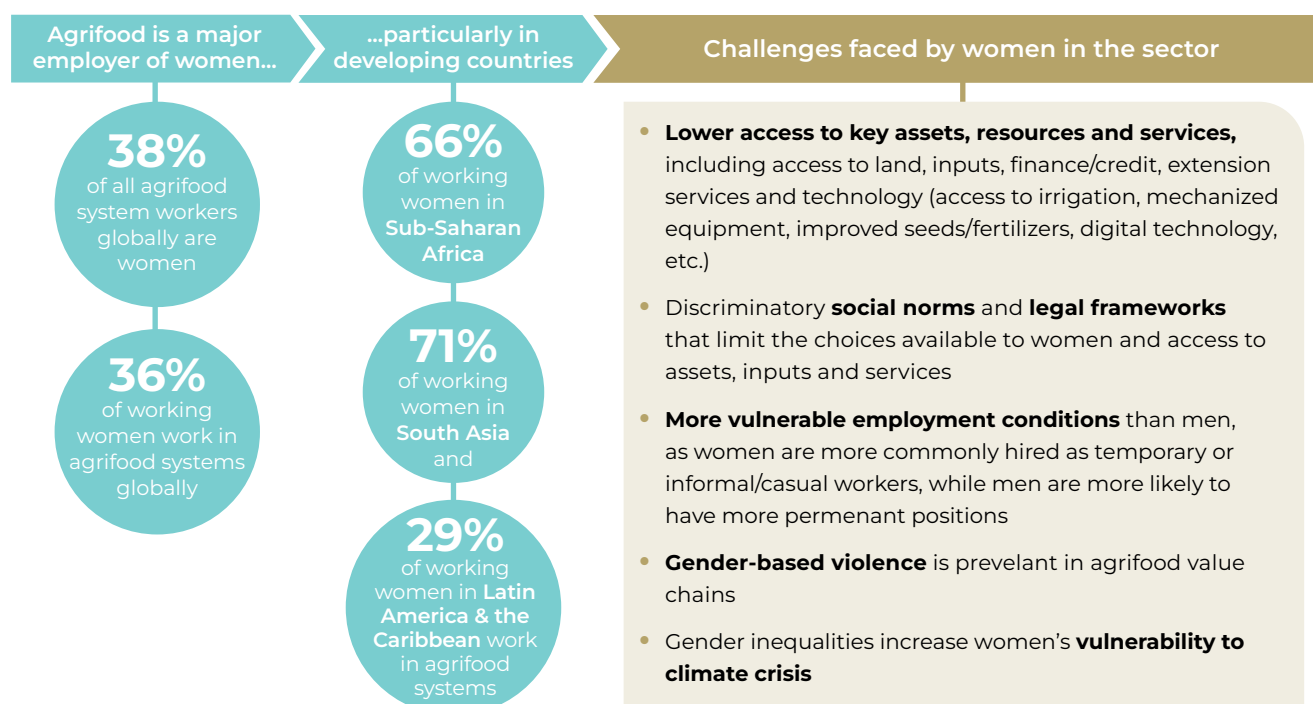 Agrifood is a major
employer of women...
38%
of all agrifood
system workers
globally are
women
36%
of working
women work in
agrifood systems
globally
...particularly in
developing countries
66%
of working
women in
Sub-Saharan
Africa
71%
of working
women in
South Asia
and
29%
of working
women in Latin
America & the
Caribbean work
in agrifood
systems
Challenges faced by women in the sector
• Lower access to key assets, resources and services,
including access to land, inputs, finance/credit, extension
services and technology (access to irrigation, mechanized
equipment, improved seeds/fertilizers, digital technology,
etc.)
• Discriminatory social norms and legal frameworks
that limit the choices available to women and access to
assets, inputs and services
• More vulnerable employment conditions than men,
as women are more commonly hired as temporary or
informal/casual workers, while men are more likely to
have more permenant positions
• Gender-based violence is prevelant in agrifood value
chains
• Gender inequalities increase women's vulnerability to
climate crisis